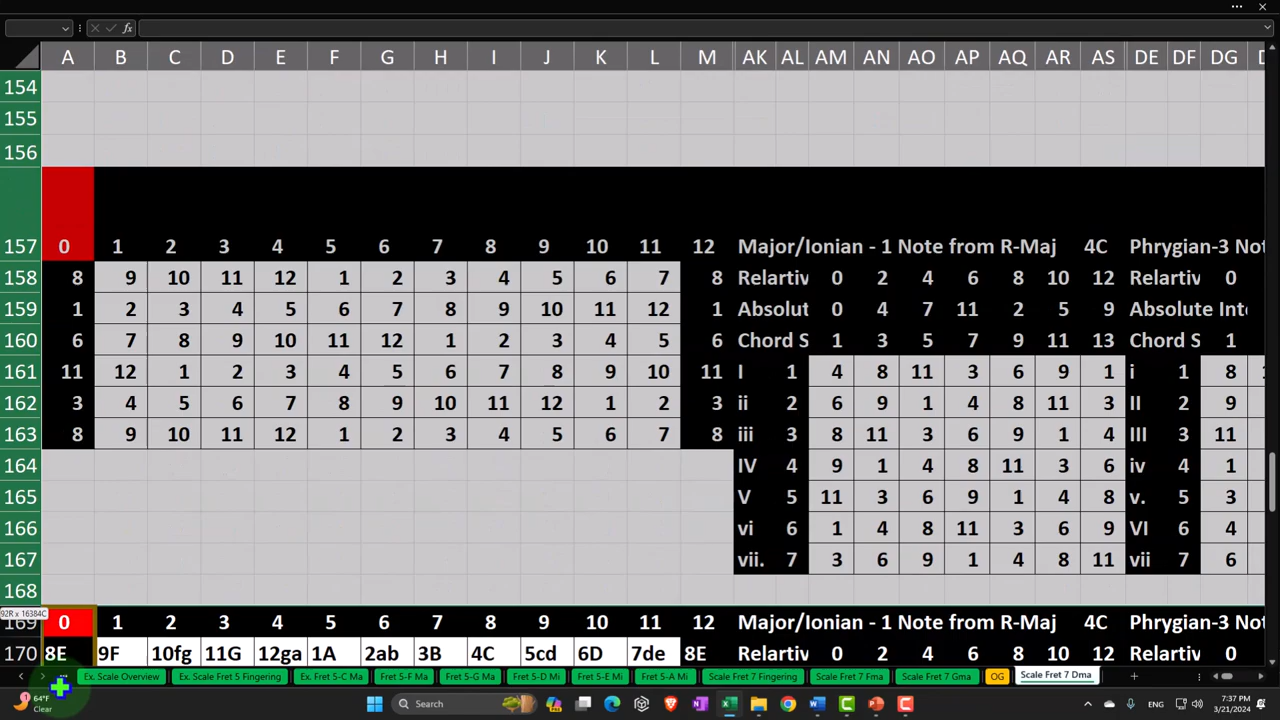 fx
A B C D E F G H I J K L M AK AL AM AN AO AP AQ AR AS DE DF DG
154
155
156
157 0 1 2 3 4 5 6 7 8 9 10 11 12 Major/Ionian - 1 Note from R-Maj 4C Phrygian-3 Not
158 8 9 10 11 12 1 2 3 4 5 6 7 8 Relartiv 0 2 4 6 8 10 12 Relartiv 0
159 1 2 3 4 5 6 7 8 9 10 11 12 1 Absolut 0 4 7 11 2 5 9 Absolute Inte
160 6 7 8 9 10 11 12 1 2 3 4 5 6 Chord S 1 3 5 7 9 11 13 Chord S 1
161 11 12 1 2 3 4 5 6 7 8 9 10 11 I 1 4 8 11 3 6 9 1 i 1 8
162 3 4 5 6 7 8 9 10 11 12 1 2 3 ii 2 6 9 1 4 8 11 3 II 2 9
163 8 9 10 11 12 1 2 3 4 5 6 7 8 iii 3 8 11 3 6 9 1 4 III 3 11
164 IV 4 9 1 4 8 11 3 6 iv 4 1
165 V 5 11 3 6 9 1 4 8 v. 5 3
166 vi 6 1 4 8 11 3 6 9 VI 6 4
167 vii. 7 3 6 9 1 4 8 11 vii 7 6
168
92R x 16384C
169 0 1 2 3 4 5 6 7 8 9 10 11 12 Major/Ionian - 1 Note from R-Maj 4C Phrygian-3 Not
170 8E 9F 10fg 11G 12ga 1A 2ab 3B 4C 5cd 6D 7de 8E Relartiv 0 2 4 6 8 10 12 Relartiv 0
Ex. Scale Overview Ex. Scale Fret 5 Fingering Ex. Fret 5-C Ma Fret 5-F Ma Fret 5-G Ma Fret 5-D Mi Fret 5-E Mi Fret 5-A Mi Scale Fret 7 Fingering Scale Fret 7 Fma Scale Fret 7 Gma OG Scale Fret 7 Dma
1 64°F
Clear
Search
ENG
7:37 PM
3/21/2024